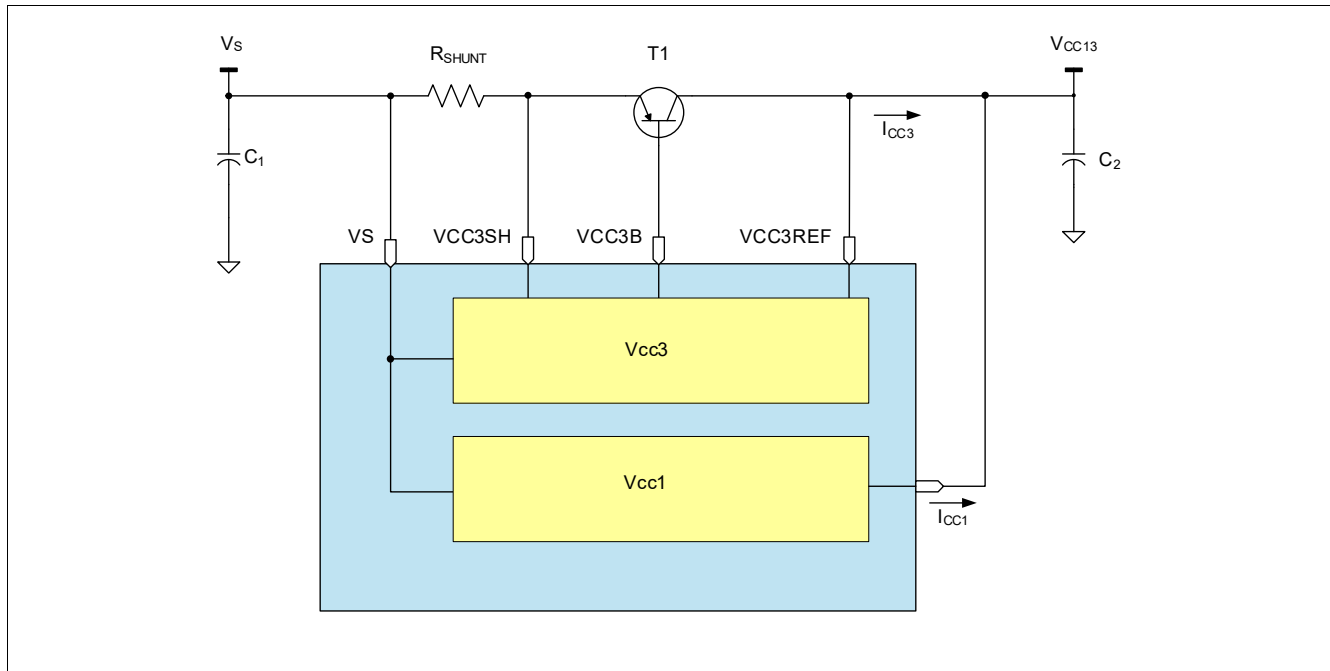 VS
RSHUNT
T1
VCC13
ICC3
C1
C2
VS
VCC3SH
VCC3B
VCC3REF
Vcc3
Vcc1
ICC1